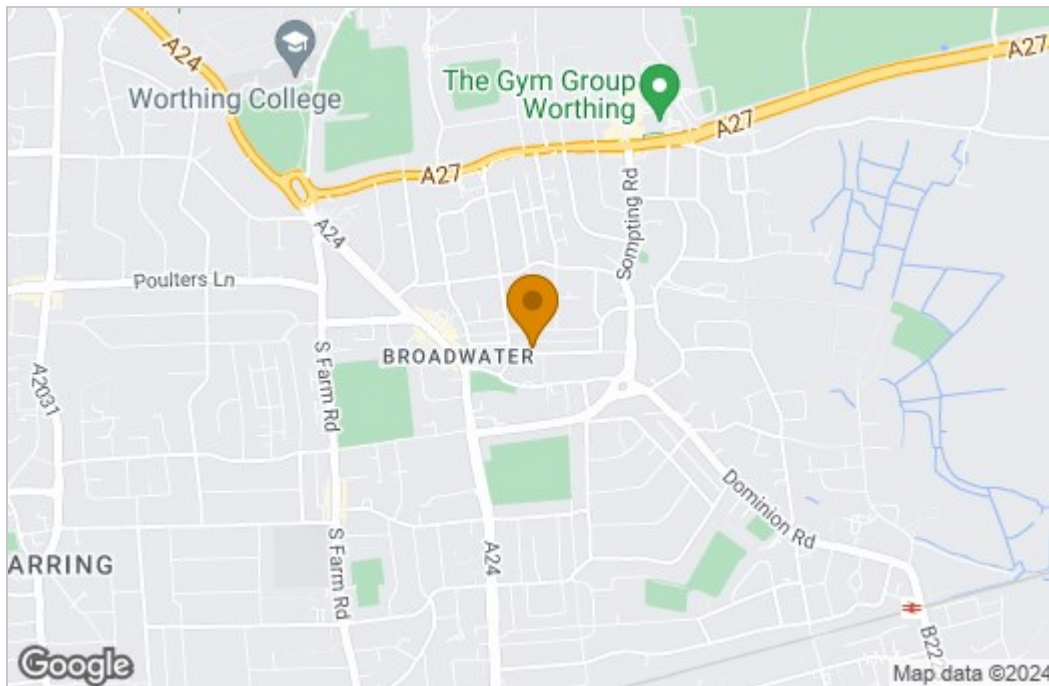 A24
Worthing College
The Gym Group
Worthing
A27
A27
A27
A24
Sompting Rd
Poulters Ln
BROADWATER
A2031
S Farm Rd
Dominion Rd
A24
ARRING
S Farm Rd
B222
Google
Map data ©2024